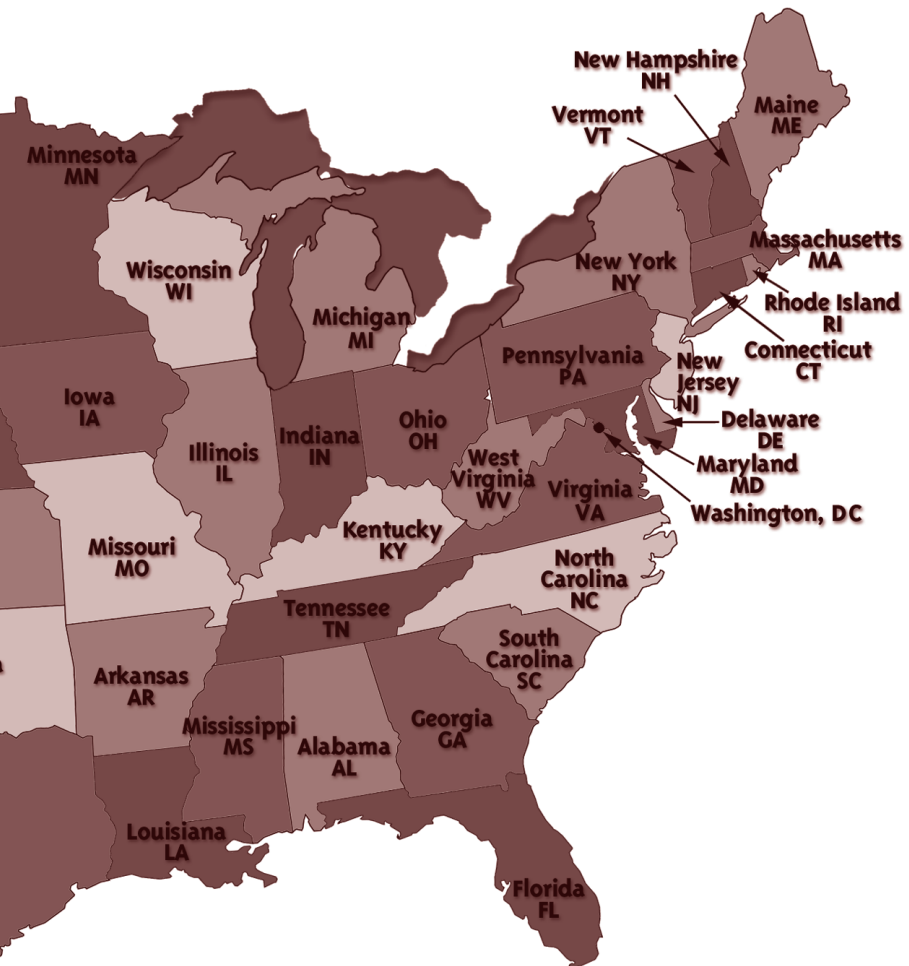 New Hampshire
NH
Maine
ME
Vermont
VT
Minnesota
MN
Massachusetts
MA
Wisconsin
WI
New York
NY
Rhode Island
RI
Michigan
MI
Connecticut
CT
Pennsylvania
PA
New
Jersey
NJ
Iowa
IA
Ohio
OH
Delaware
DE
Indiana
IN
Illinois
IL
West
Virginia
WV
Maryland
MD
Virginia
VA
Washington, DC
Kentucky
KY
Missouri
MO
North
Carolina
NC
Tennessee
TN
South
Carolina
SC
Arkansas
AR
Georgia
GA
Mississippi
MS
Alabama
AL
Louisiana
LA
Florida
FL